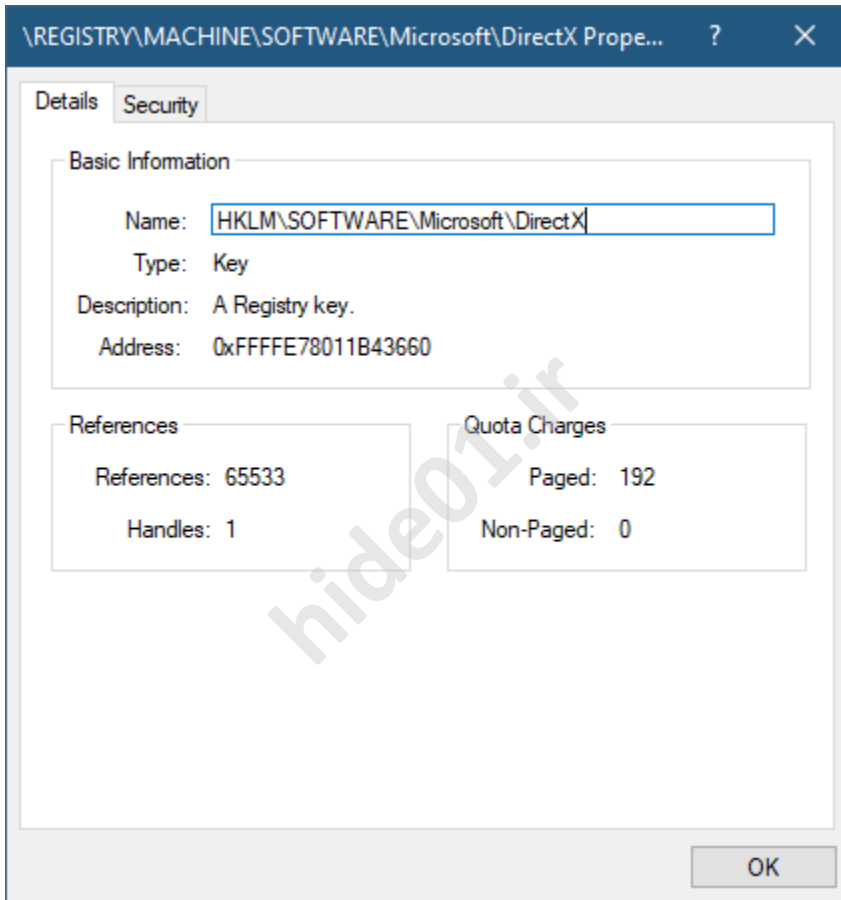 \REGISTRY\MACHINE\SOFTWARE\Microsoft\DirectX Prope... ?
Details Security
Basic Information
Name: HKLM\SOFTWARE\Microsoft\DirectX
Type: Key
Description: A Registry key.
Address: 0xFFFFE78011B43660
References
References: 65533
Handles: 1
Quota Charges
Paged: 192
Non-Paged: 0
hide01.ir
OK